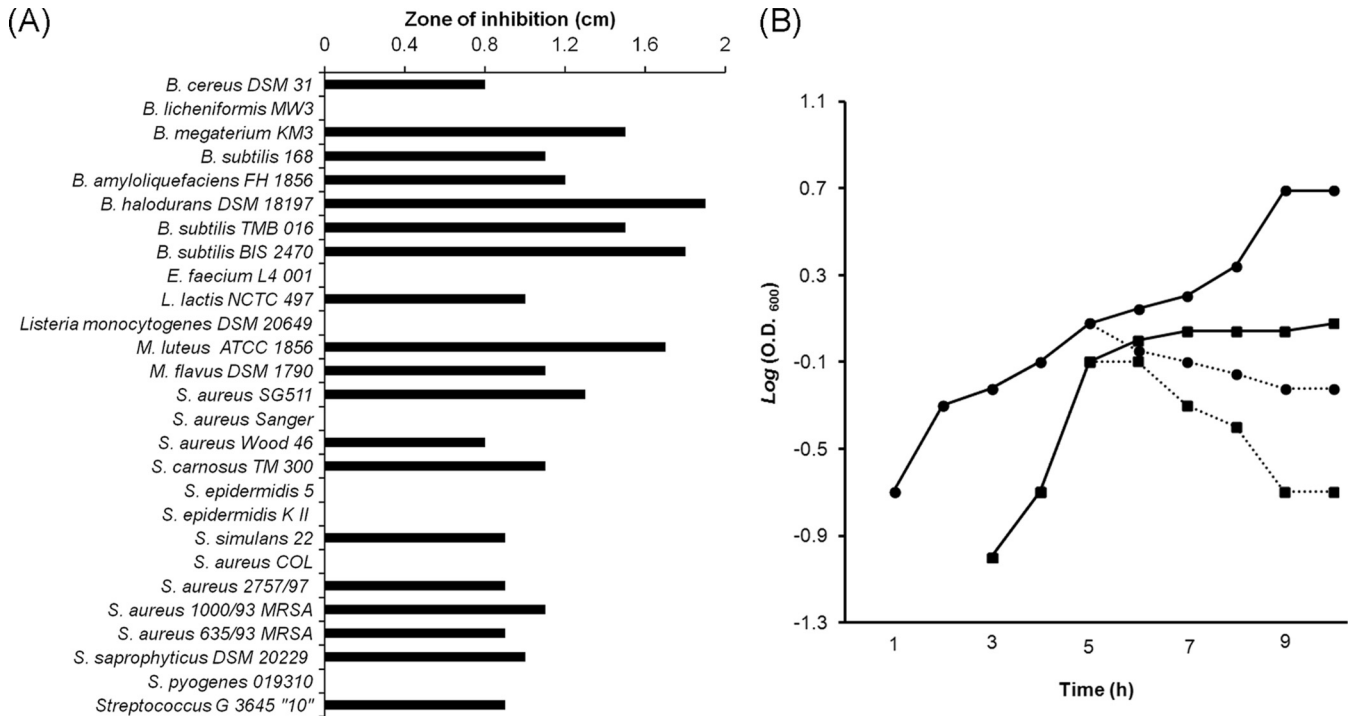 (A)
Zone of inhibition (cm)
0 0.4 0.8 1.2 1.6 2
B. cereus DSM 31
B. licheniformis MW3
B. megaterium KM3
B. subtilis 168
B. amyloliquefaciens FH 1856
B. halodurans DSM 18197
B. subtilis TMB 016
B. subtilis BIS 2470
E. faecium L4 001
L. lactis NCTC 497
Listeria monocytogenes DSM 20649
M. luteus ATCC 1856
M. flavus DSM 1790
S. aureus SG511
S. aureus Sanger
S. aureus Wood 46
S. carnosus TM 300
S. epidermidis 5
S. epidermidis K II
S. simulans 22
S. aureus COL
S. aureus 2757/97
S. aureus 1000/93 MRSA
S. aureus 635/93 MRSA
S. saprophyticus DSM 20229
S. pyogenes 019310
Streptococcus G 3645 "10"
(B)
Log (O.D. 600)
1.1
0.7
0.3
-0.1
-0.5
-0.9
-1.3
1 3 5 7 9
Time (h)